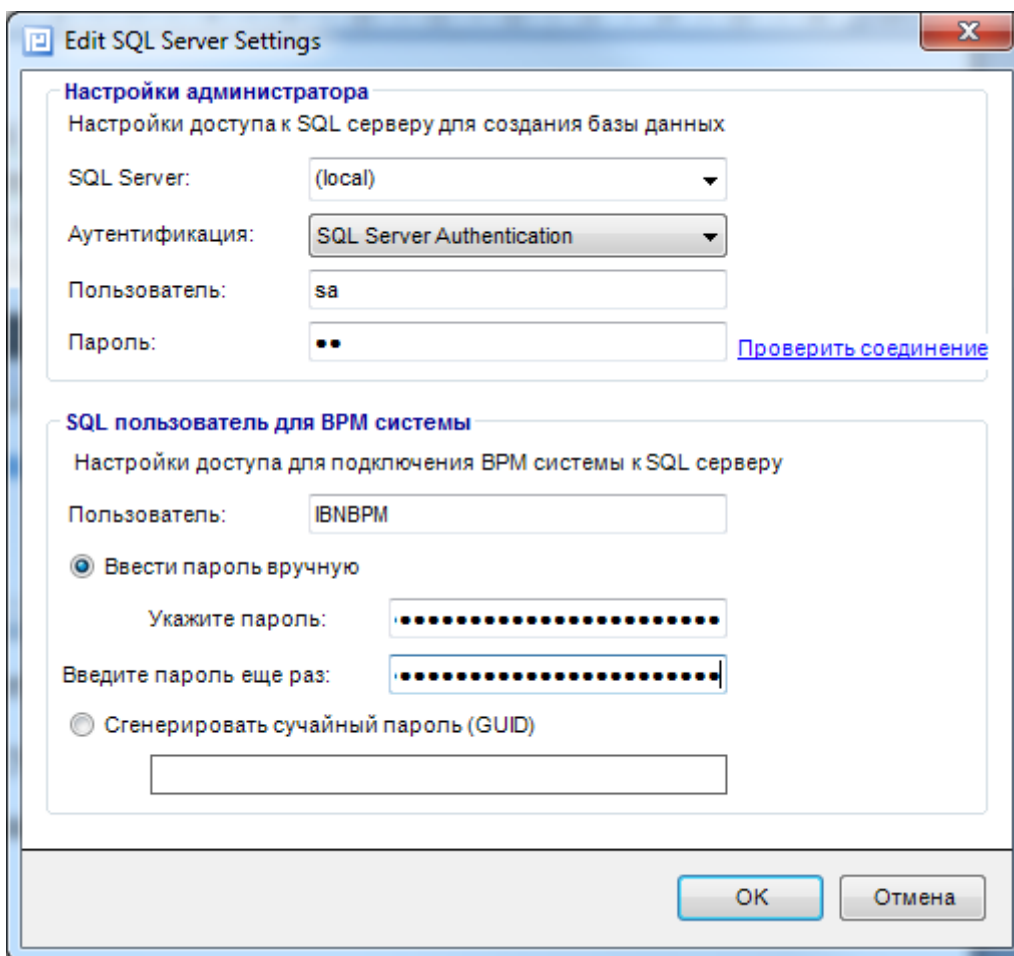 Edit SQL Server Settings
Настройки администратора
Настройки доступа к SQL серверу для создания базы данных
SQL Server: (local)
Аутентификация: SQL Server Authentication
Пользователь: sa
Пароль: ●●
Проверить соединение
SQL пользователь для BPM системы
Настройки доступа для подключения BPM системы к SQL серверу
Пользователь: IBNBPM
Ввести пароль вручную
Укажите пароль: ●●●●●●●●●●●●●●●●●●●●●●●●
Введите пароль еще раз: ●●●●●●●●●●●●●●●●●●●●●●●●
Сгенерировать сучайный пароль (GUID)
OK Отмена